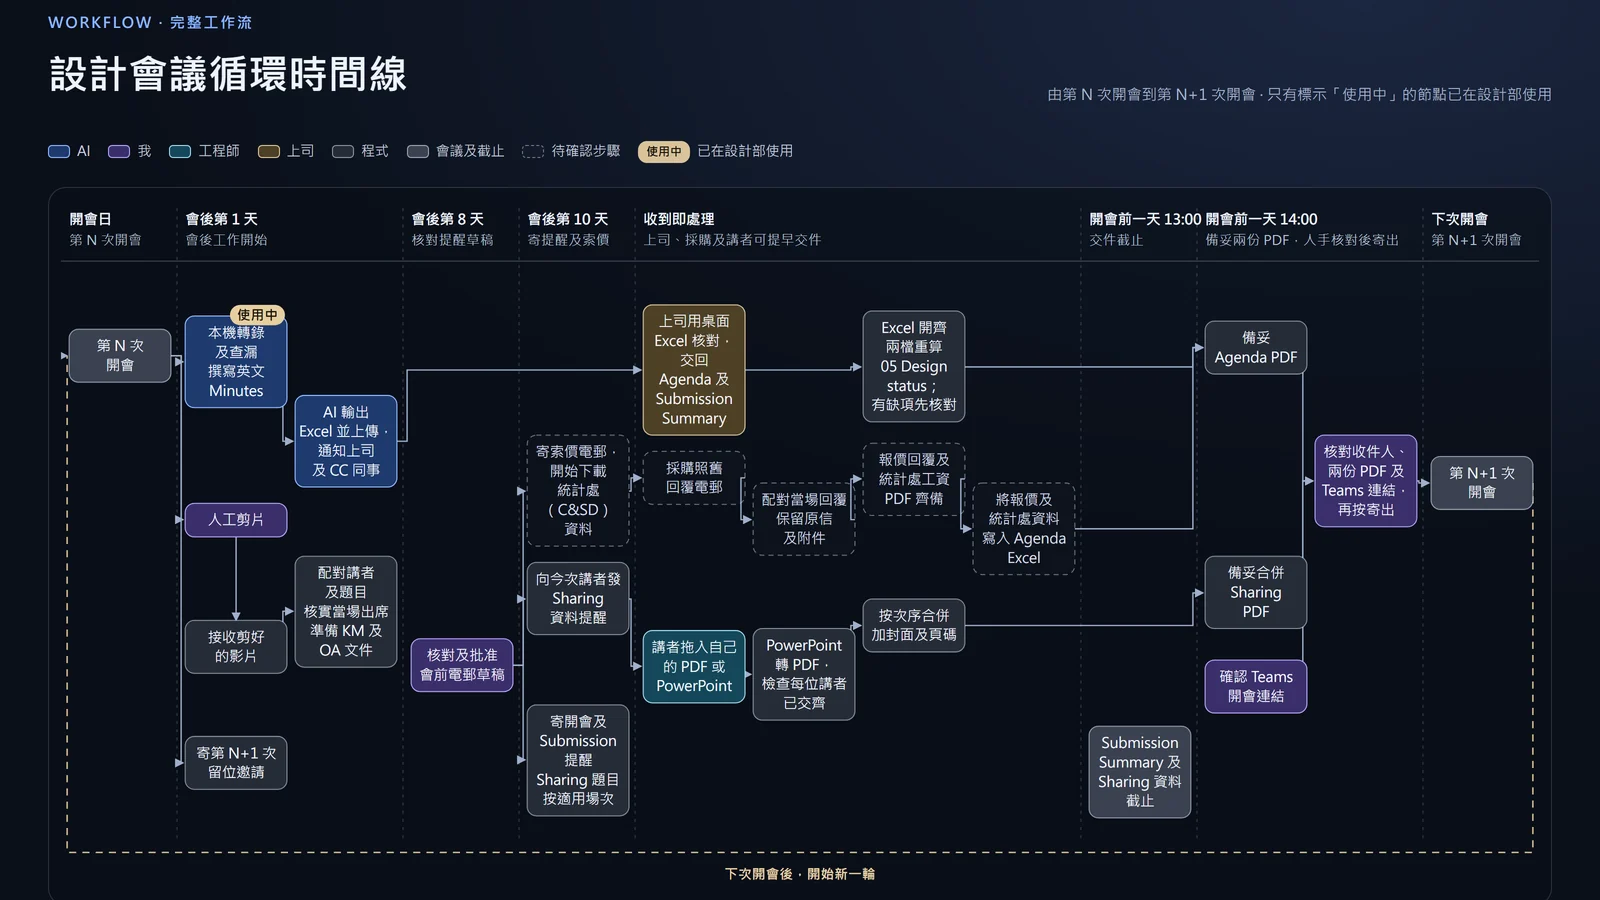 WORKFLOW · 完整工作流
設計會議循環時間線
由第 N 次開會到第 N+1 次開會 · 只有標示「使用中」的節點已在設計部使用
AI
我
工程師
上司
程式
會議及截止
待確認步驟
使用中
已在設計部使用
開會日
第 N 次開會
會後第 1 天
會後工作開始
會後第 8 天
核對提醒草稿
會後第 10 天
寄提醒及索價
收到即處理
上司、採購及講者可提早交件
開會前一天 13:00
交件截止
開會前一天 14:00
備妥兩份 PDF，人手核對後寄出
下次開會
第 N+1 次開會
第 N 次
開會
使用中
本機轉錄
及查漏
撰寫英文
Minutes
AI 輸出
Excel 並上傳，
通知上司
及 CC 同事
人工剪片
接收剪好
的影片
配對講者
及題目
核實當場出席
準備 KM 及
OA 文件
寄第 N+1 次
留位邀請
核對及批准
會前電郵草稿
寄索價電郵，
開始下載
統計處
（C&SD）
資料
向今次講者發
Sharing
資料提醒
寄開會及
Submission
提醒
Sharing 題目
按適用場次
上司用桌面
Excel 核對，
交回
Agenda 及
Submission
Summary
採購照舊
回覆電郵
配對當場回覆
保留原信
及附件
講者拖入自己
的 PDF 或
PowerPoint
PowerPoint
轉 PDF，
檢查每位講者
已交齊
Excel 開齊
兩檔重算
05 Design
status；
有缺項先核對
報價回覆及
統計處工資
PDF 齊備
將報價及
統計處資料
寫入 Agenda
Excel
按次序合併
加封面及頁碼
Submission
Summary 及
Sharing 資料
截止
備妥
Agenda PDF
備妥合併
Sharing
PDF
確認 Teams
開會連結
核對收件人、
兩份 PDF 及
Teams 連結，
再按寄出
第 N+1 次
開會
下次開會後，開始新一輪